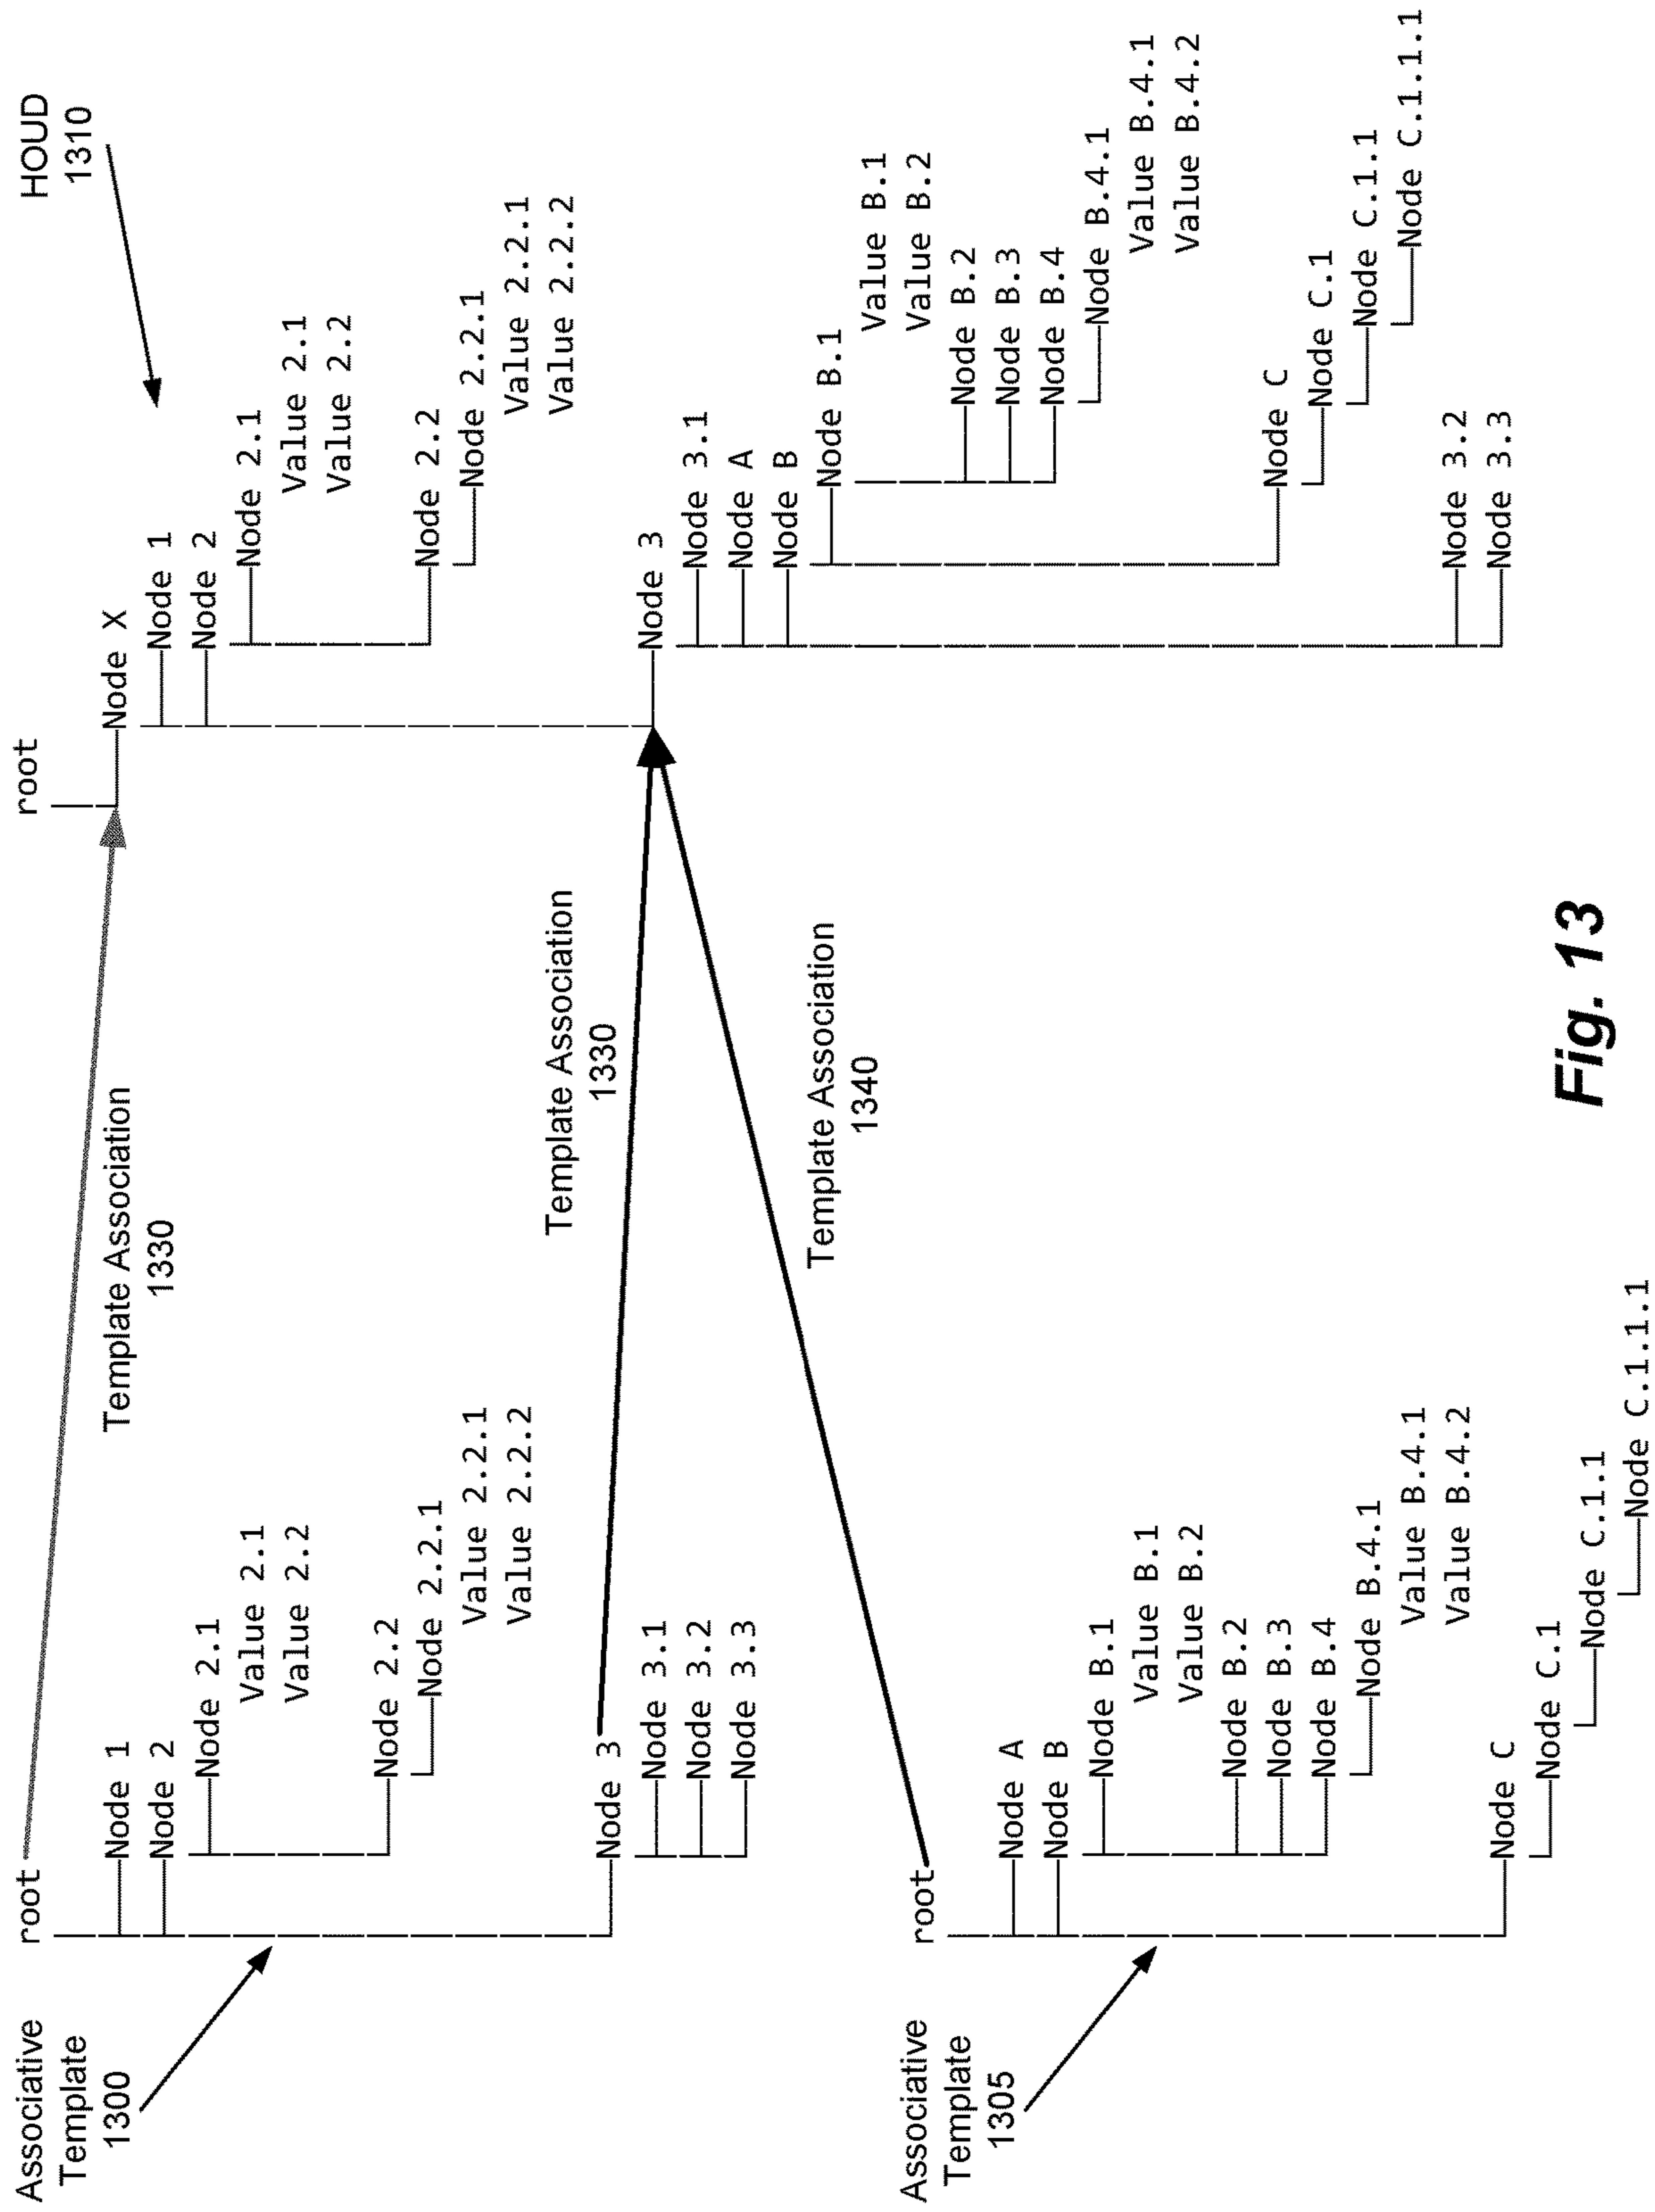 Associative
Template
1300
root
Node 1
Node 2
Node 2.1
Value 2.1
Value 2.2
Node 2.2
Node 2.2.1
Value 2.2.1
Value 2.2.2
Node 3
Node 3.1
Node 3.2
Node 3.3
Associative
Template
1305
root
Node A
Node B
Node B.1
Value B.1
Value B.2
Node B.2
Node B.3
Node B.4
Node B.4.1
Value B.4.1
Value B.4.2
Node C
Node C.1
Node C.1.1
Node C.1.1.1
Template Association
1330
Template Association
1330
Template Association
1340
HOUD
1310
root
Node X
Node 1
Node 2
Node 2.1
Value 2.1
Value 2.2
Node 2.2
Node 2.2.1
Value 2.2.1
Value 2.2.2
Node 3
Node 3.1
Node A
Node B
Node B.1
Value B.1
Value B.2
Node B.2
Node B.3
Node B.4
Node B.4.1
Value B.4.1
Value B.4.2
Node C
Node C.1
Node C.1.1
Node C.1.1.1
Node 3.2
Node 3.3
Fig. 13